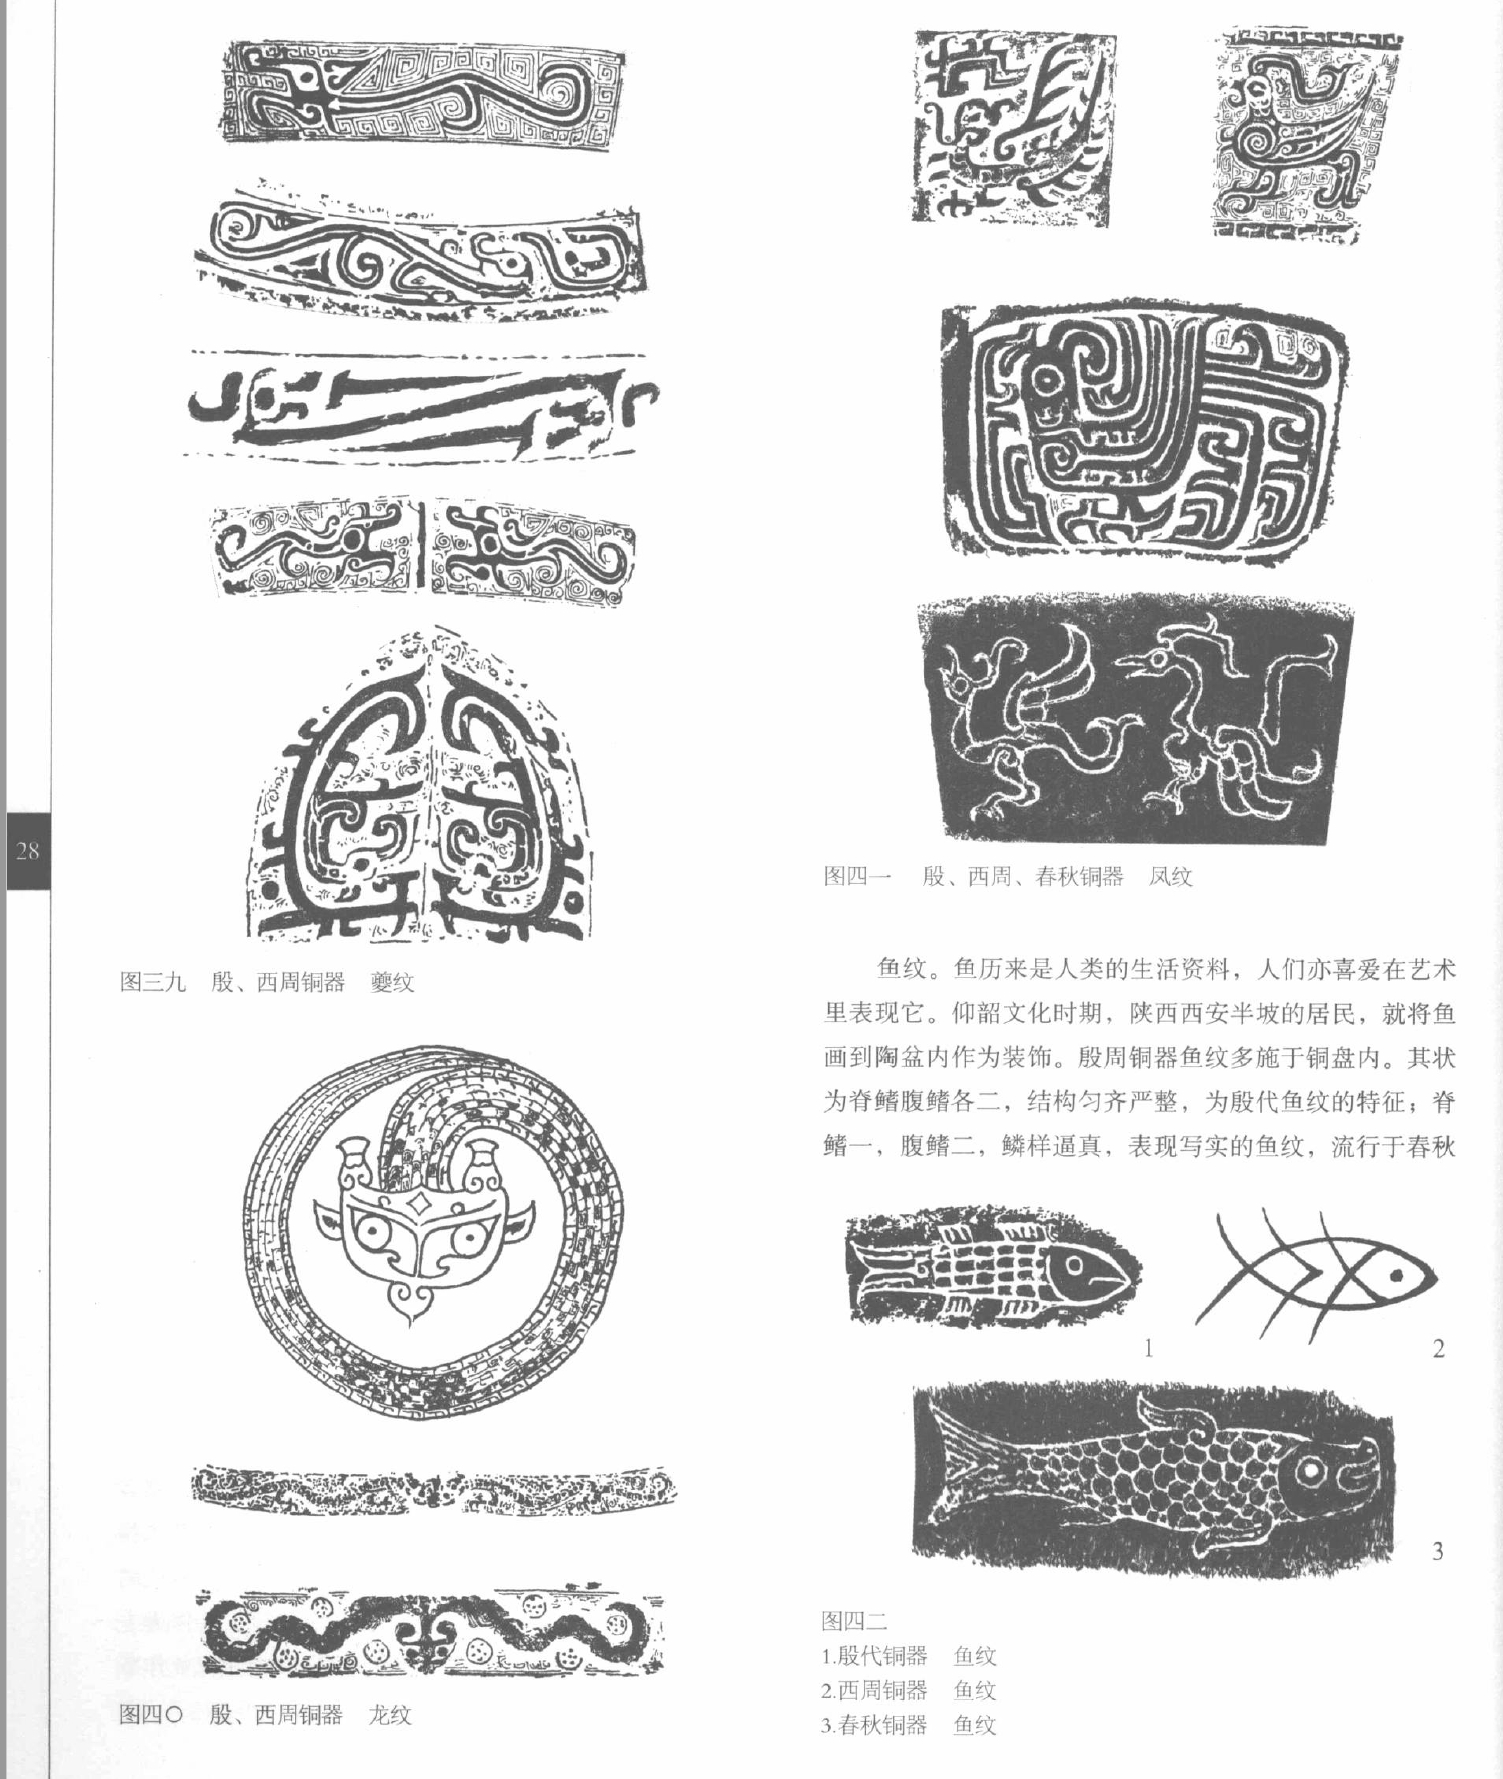 28
图三九 殷、西周铜器 夔纹
图四〇 殷、西周铜器 龙纹
图四一 殷、西周、春秋铜器 凤纹
鱼纹。鱼历来是人类的生活资料，人们亦喜爱在艺术
里表现它。仰韶文化时期，陕西西安半坡的居民，就将鱼
画到陶盆内作为装饰。殷周铜器鱼纹多施于铜盘内。其状
为脊鳍腹鳍各二，结构匀齐严整，为殷代鱼纹的特征；脊
鳍一，腹鳍二，鳞样逼真，表现写实的鱼纹，流行于春秋
1
2
3
图四二
1.殷代铜器 鱼纹
2.西周铜器 鱼纹
3.春秋铜器 鱼纹